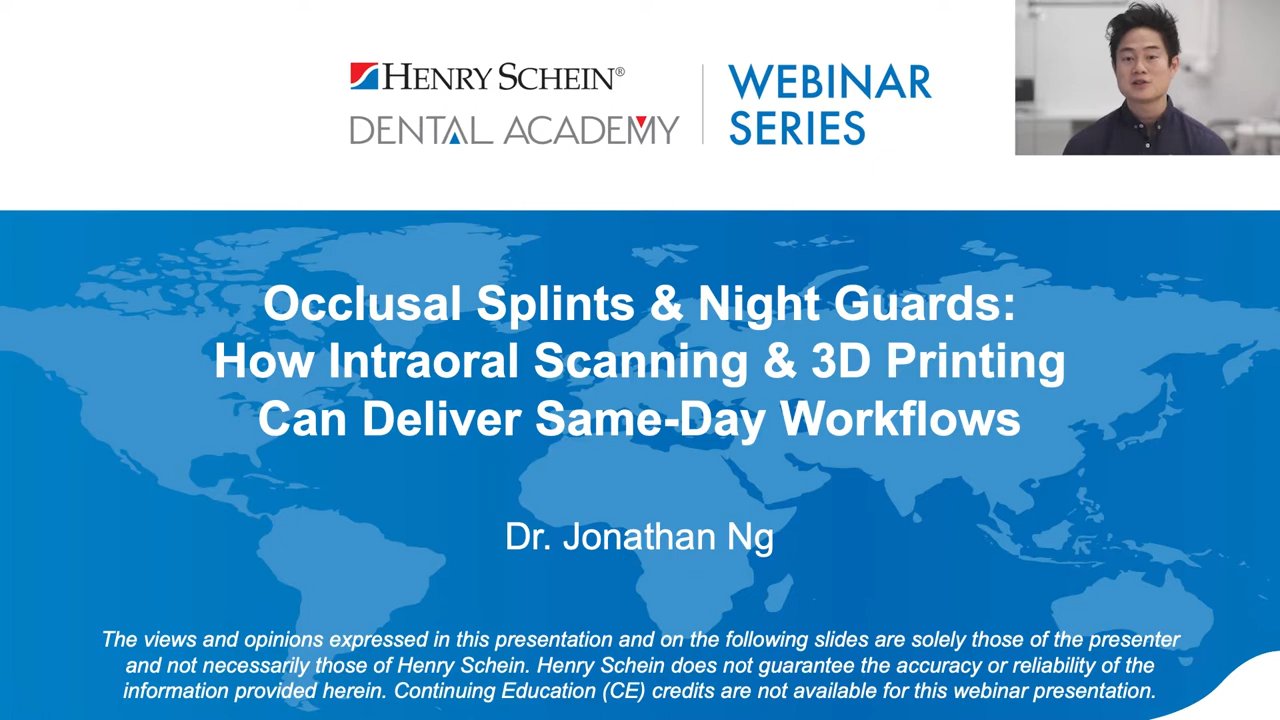 HENRY SCHEIN®
DENTAL ACADEMY
WEBINAR
SERIES
Occlusal Splints & Night Guards:
How Intraoral Scanning & 3D Printing
Can Deliver Same-Day Workflows
Dr. Jonathan Ng
The views and opinions expressed in this presentation and on the following slides are solely those of the presenter
and not necessarily those of Henry Schein. Henry Schein does not guarantee the accuracy or reliability of the
information provided herein. Continuing Education (CE) credits are not available for this webinar presentation.